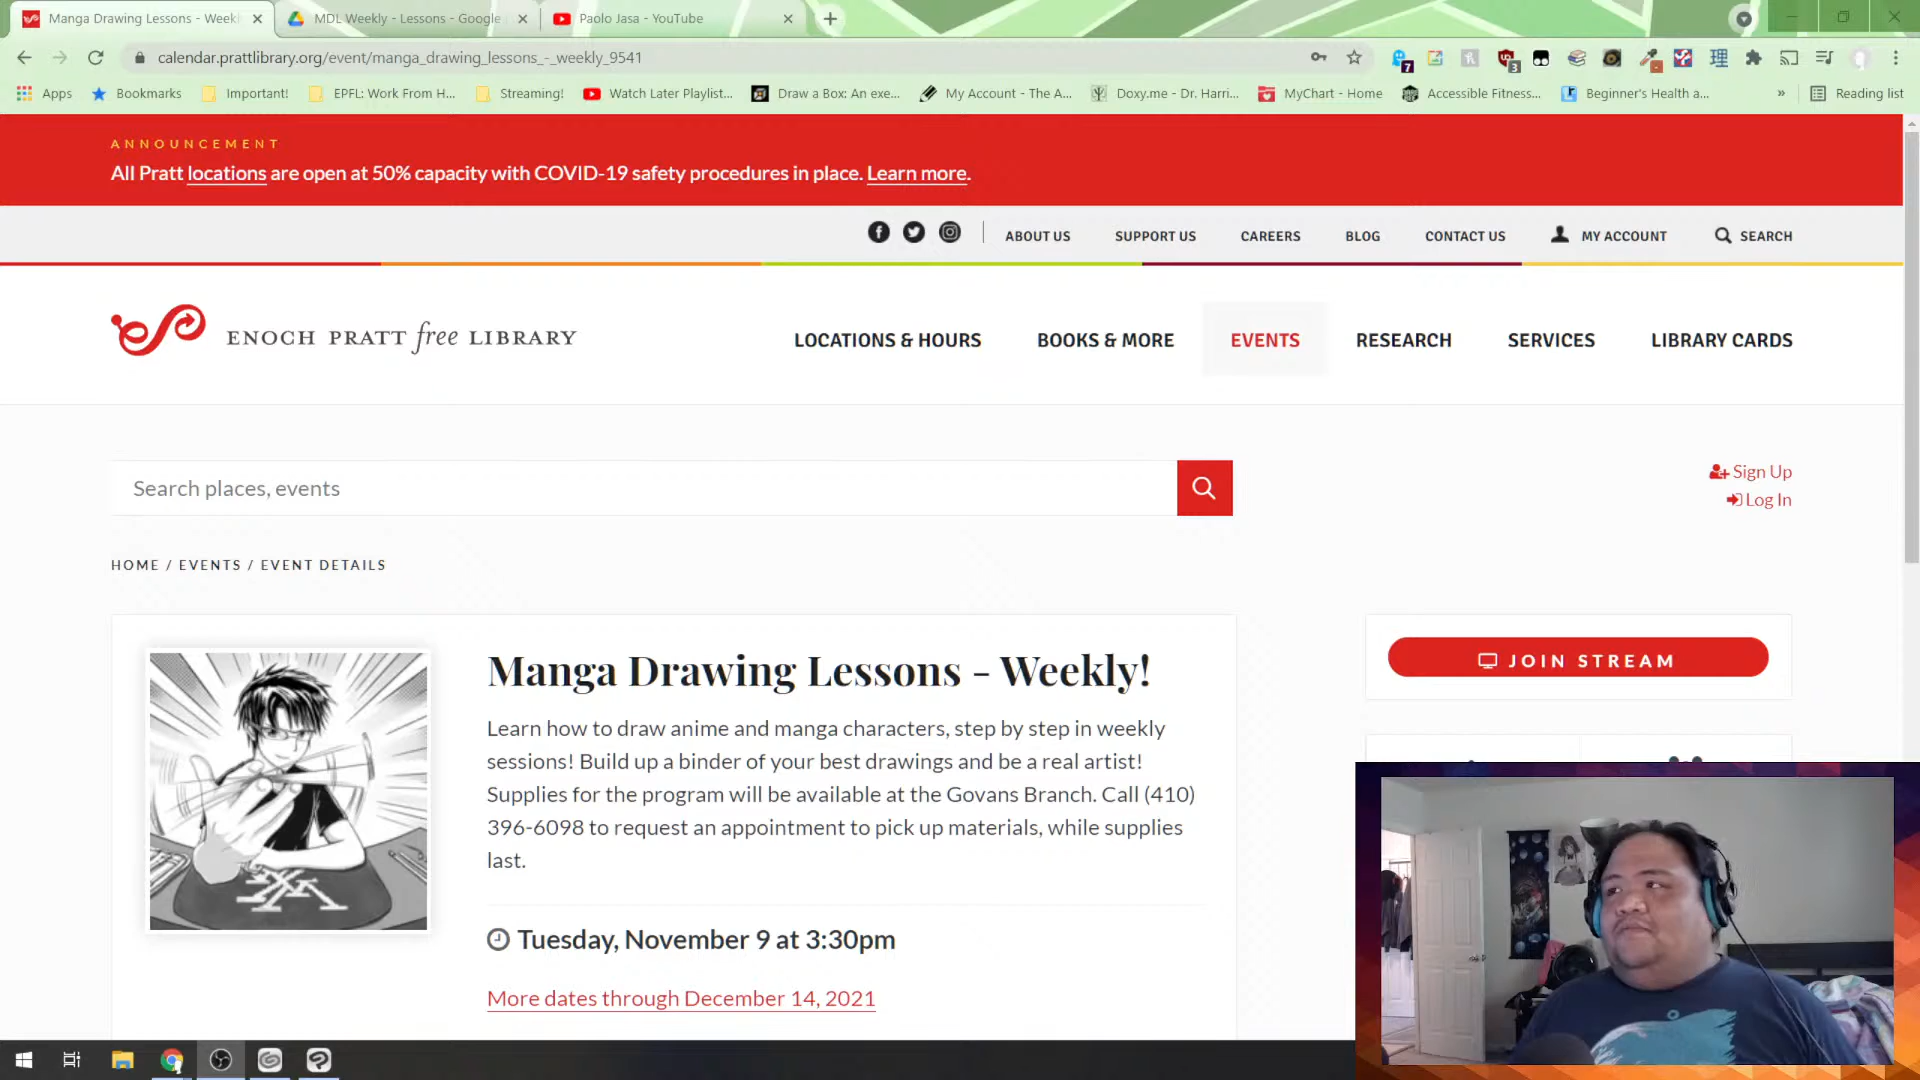 Manga Drawing Lessons - Weekl
MDL Weekly - Lessons - Google
Paolo Jasa - YouTube
calendar.prattlibrary.org/event/manga_drawing_lessons_-_weekly_9541
7
3
理
Apps
Bookmarks
Important!
EPFL: Work From H...
Streaming!
Watch Later Playlist...
Draw a Box: An exe...
My Account - The A...
Doxy.me - Dr. Harri...
MyChart - Home
Accessible Fitness...
Beginner's Health a...
»
Reading list
ANNOUNCEMENT
All Pratt locations are open at 50% capacity with COVID-19 safety procedures in place. Learn more.
ABOUT US
SUPPORT US
CAREERS
BLOG
CONTACT US
MY ACCOUNT
SEARCH
ENOCH PRATT free LIBRARY
LOCATIONS & HOURS
BOOKS & MORE
EVENTS
RESEARCH
SERVICES
LIBRARY CARDS
Search places, events
Sign Up
Log In
HOME / EVENTS / EVENT DETAILS
Manga Drawing Lessons - Weekly!
Learn how to draw anime and manga characters, step by step in weekly
sessions! Build up a binder of your best drawings and be a real artist!
Supplies for the program will be available at the Govans Branch. Call (410)
396-6098 to request an appointment to pick up materials, while supplies
last.
JOIN STREAM
Tuesday, November 9 at 3:30pm
More dates through December 14, 2021